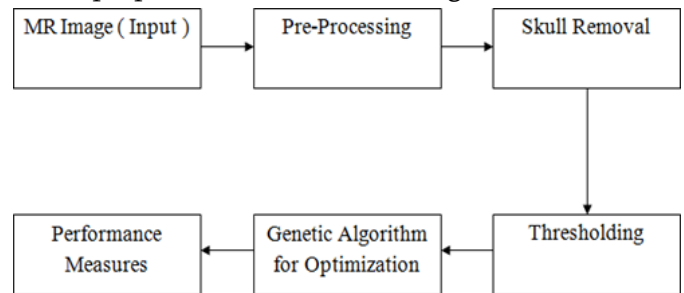 MR Image ( Input )
Pre-Processing
Skull Removal
Performance
Measures
Genetic Algorithm
for Optimization
Thresholding